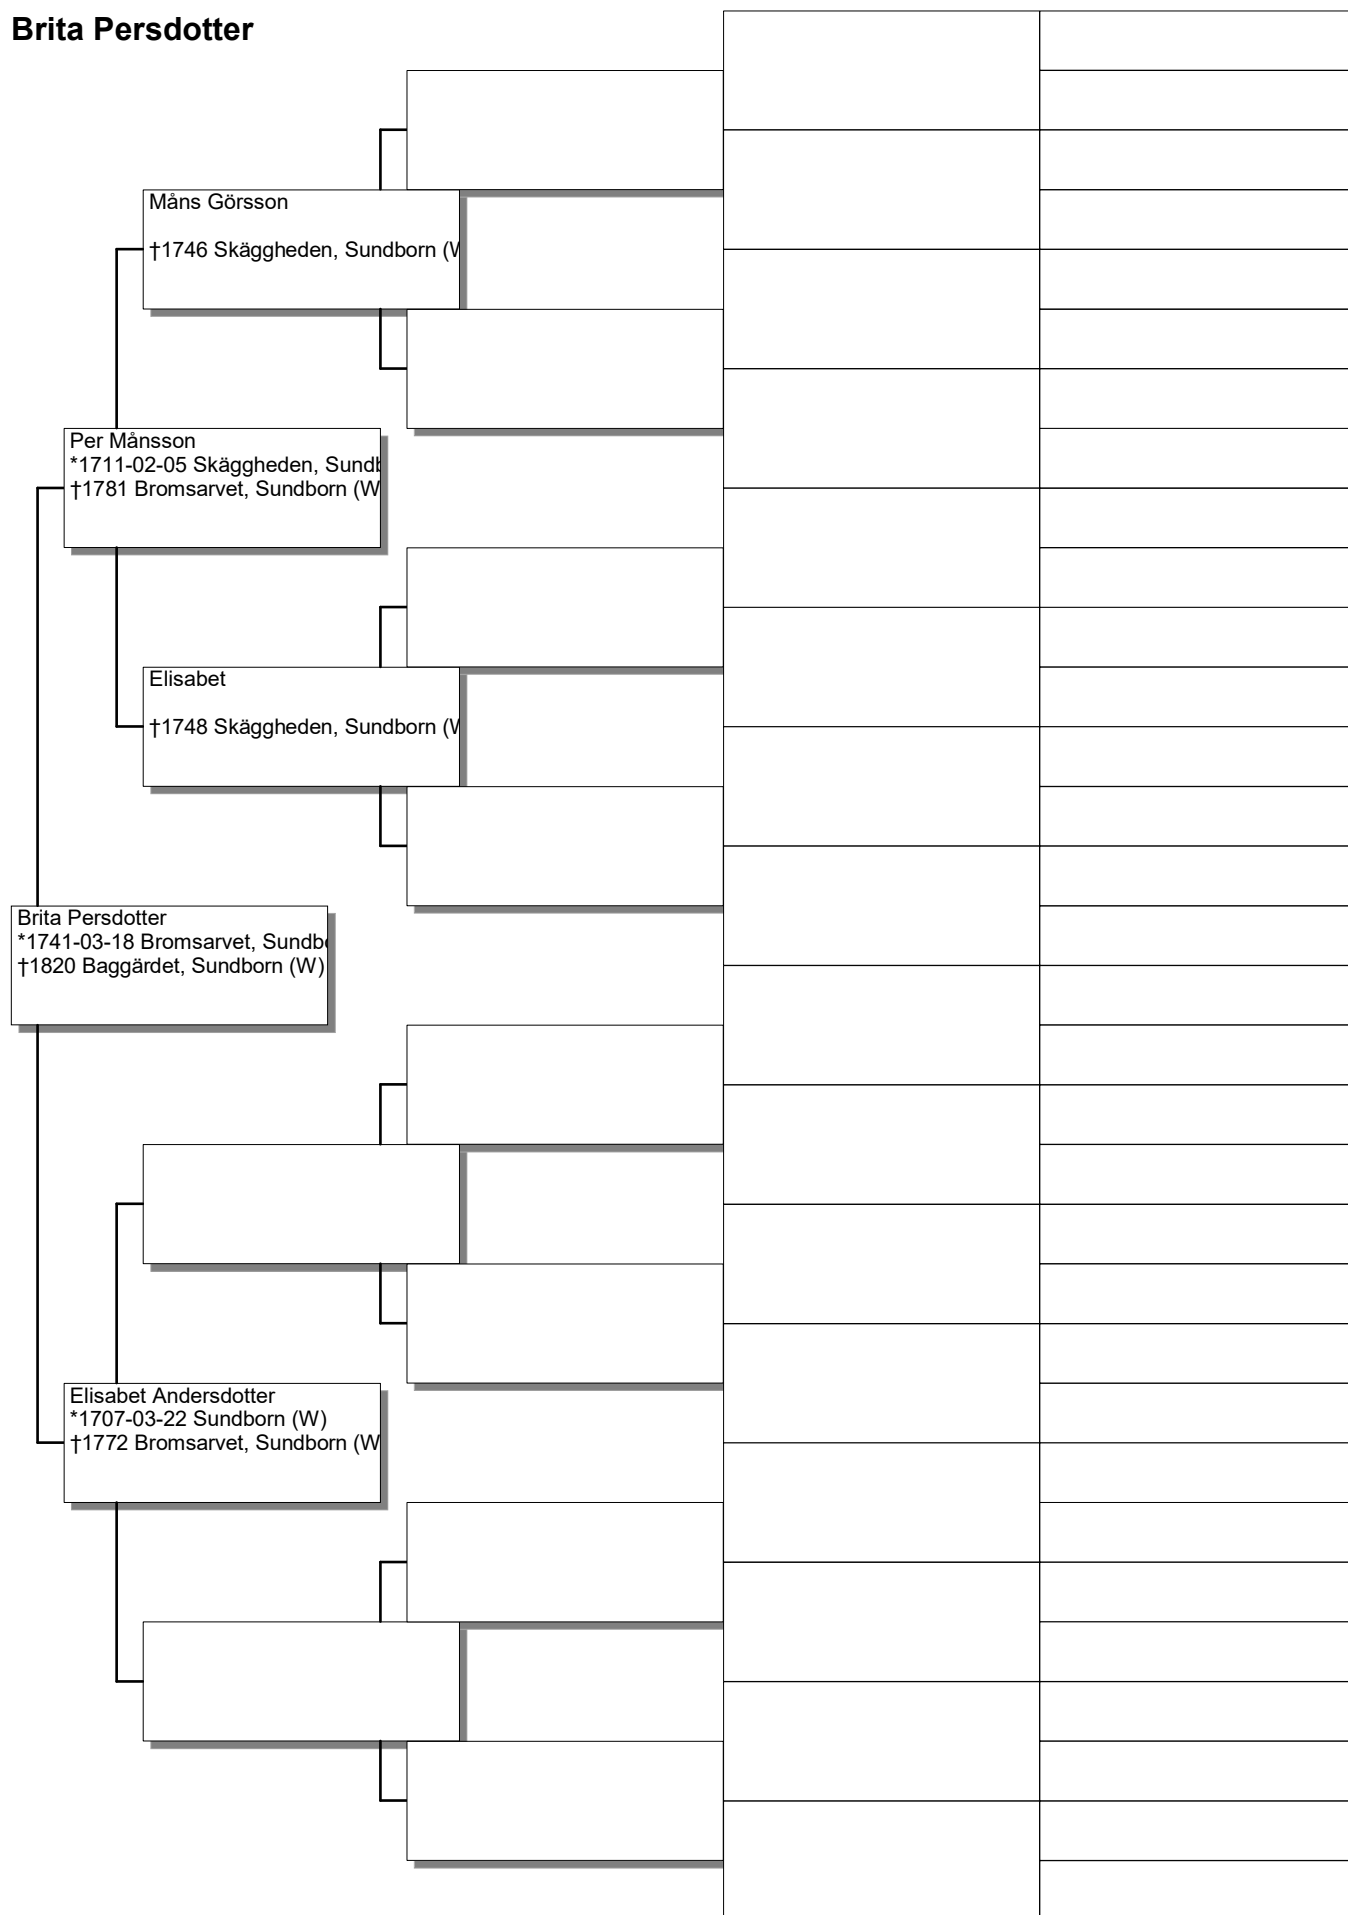 Brita Persdotter
Måns Görsson
†1746 Skäggheden, Sundborn (
Per Månsson
*1711-02-05 Skäggheden, Sund
†1781 Bromsarvet, Sundborn (W
Elisabet
†1748 Skäggheden, Sundborn (
Brita Persdotter
*1741-03-18 Bromsarvet, Sundb
†1820 Baggärdet, Sundborn (W)
Elisabet Andersdotter
*1707-03-22 Sundborn (W)
†1772 Bromsarvet, Sundborn (W